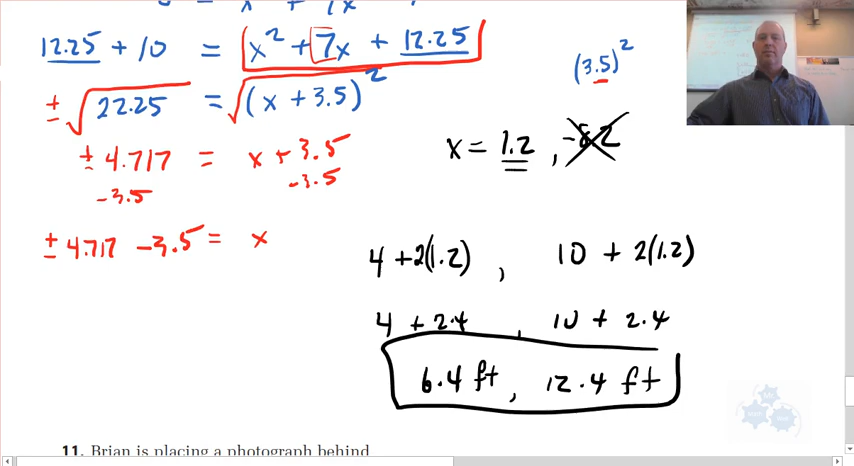 12.25 + 10 = x² + 7x + 12.25
(3.5)²
± √22.25 = √(x + 3.5)²
± 4.717 = x + 3.5
-3.5 -3.5
x = 1.2 , -8.2
± 4.717 - 3.5 = x
4 + 2(1.2) , 10 + 2(1.2)
4 + 2.4 , 10 + 2.4
6.4 ft , 12.4 ft
11. Brian is placing a photograph behind